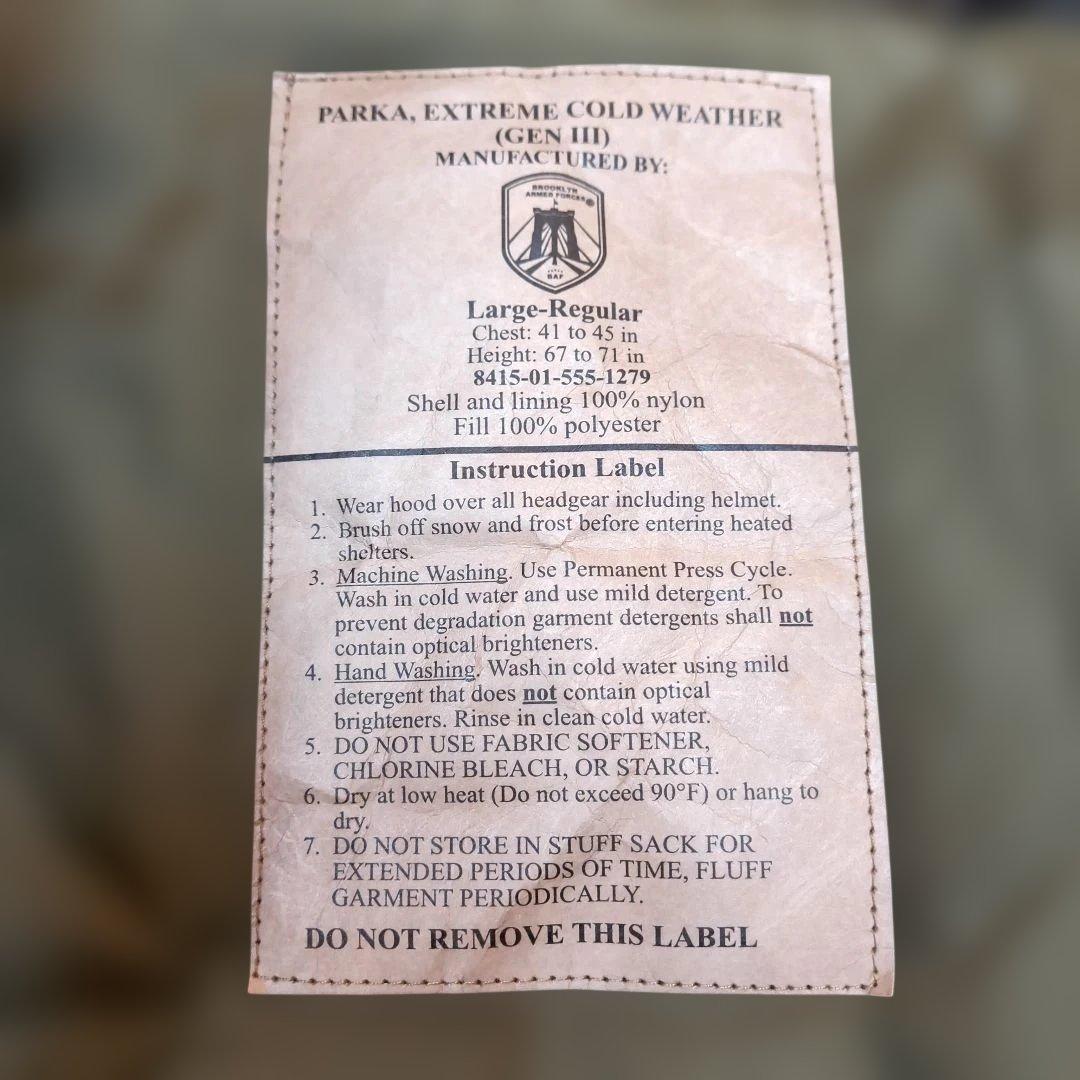 PARKA, EXTREME COLD WEATHER
(GEN III)
MANUFACTURED BY:
BROOKLYN
ARMED FORCES®
BAF
Large-Regular
Chest: 41 to 45 in
Height: 67 to 71 in
8415-01-555-1279
Shell and lining 100% nylon
Fill 100% polyester
Instruction Label
1. Wear hood over all headgear including helmet.
2. Brush off snow and frost before entering heated
shelters.
3. Machine Washing. Use Permanent Press Cycle.
Wash in cold water and use mild detergent. To
prevent degradation garment detergents shall not
contain optical brighteners.
4. Hand Washing. Wash in cold water using mild
detergent that does not contain optical
brighteners. Rinse in clean cold water.
5. DO NOT USE FABRIC SOFTENER,
CHLORINE BLEACH, OR STARCH.
6. Dry at low heat (Do not exceed 90°F) or hang to
dry.
7. DO NOT STORE IN STUFF SACK FOR
EXTENDED PERIODS OF TIME, FLUFF
GARMENT PERIODICALLY.
DO NOT REMOVE THIS LABEL